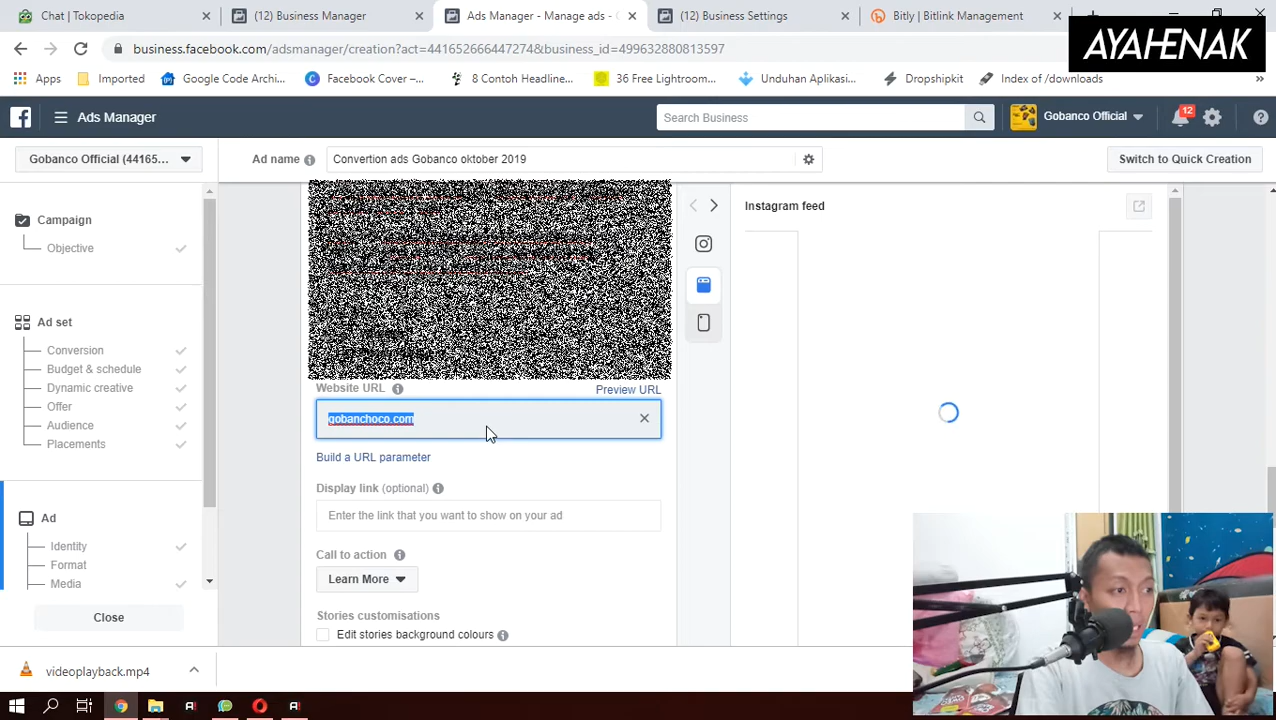 Chat | Tokopedia
(12) Business Manager
Ads Manager - Manage ads - C
(12) Business Settings
Bitly | Bitlink Management
business.facebook.com/adsmanager/creation?act=441652666447274&business_id=499632880813597
AYAHENAK
Apps
Imported
Google Code Archi...
Facebook Cover –...
8 Contoh Headline...
36 Free Lightroom...
Unduhan Aplikasi...
Dropshipkit
Index of /downloads
Ads Manager
Search Business
Gobanco Official
12
Gobanco Official (44165...
Ad name
Convertion ads Gobanco oktober 2019
Switch to Quick Creation
Campaign
Objective
Ad set
Conversion
Budget & schedule
Dynamic creative
Offer
Audience
Placements
Ad
Identity
Format
Media
Close
Instagram feed
Website URL
Preview URL
gobanchoco.com
Build a URL parameter
Display link (optional)
Enter the link that you want to show on your ad
Call to action
Learn More
Stories customisations
Edit stories background colours
videoplayback.mp4